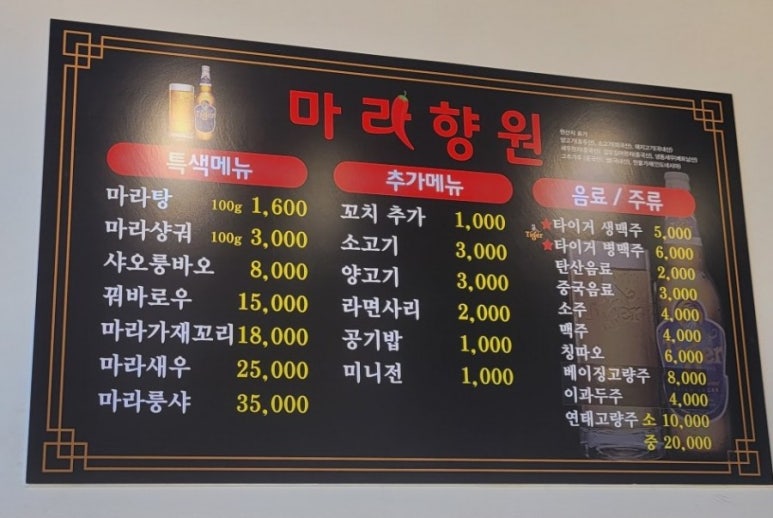 마라향원
원산지 표기
특색메뉴
마라탕 100g 1,600
마라샹궈 100g 3,000
샤오룽바오 8,000
꿔바로우 15,000
마라가재꼬리 18,000
마라새우 25,000
마라룽샤 35,000
추가메뉴
꼬치 추가 1,000
소고기 3,000
양고기 3,000
라면사리 2,000
공기밥 1,000
미니전 1,000
음료 / 주류
Tiger
★타이거 생맥주 5,000
★타이거 병맥주 6,000
탄산음료 2,000
중국음료 3,000
소주 4,000
맥주 4,000
칭따오 6,000
베이징고량주 8,000
이과두주 4,000
연태고량주 소 10,000
중 20,000